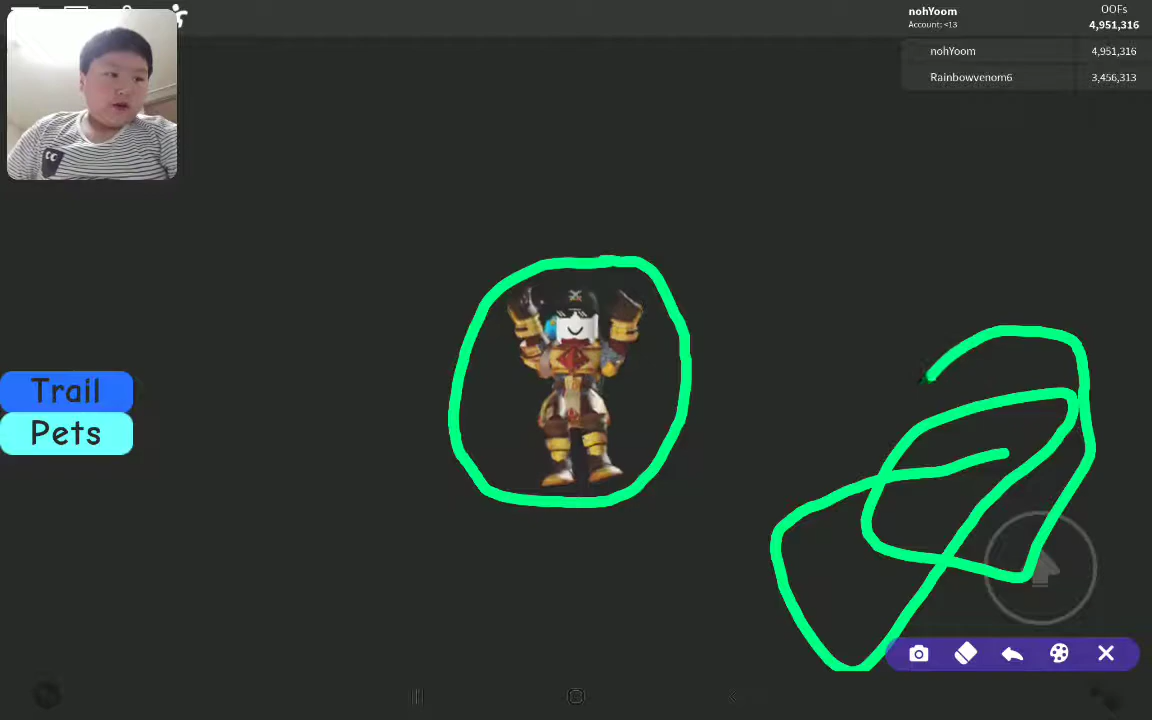 nohYoom
Account: <13
OOFs
4,951,316
nohYoom 4,951,316
Rainbowvenom6 3,456,313
Trail
Pets